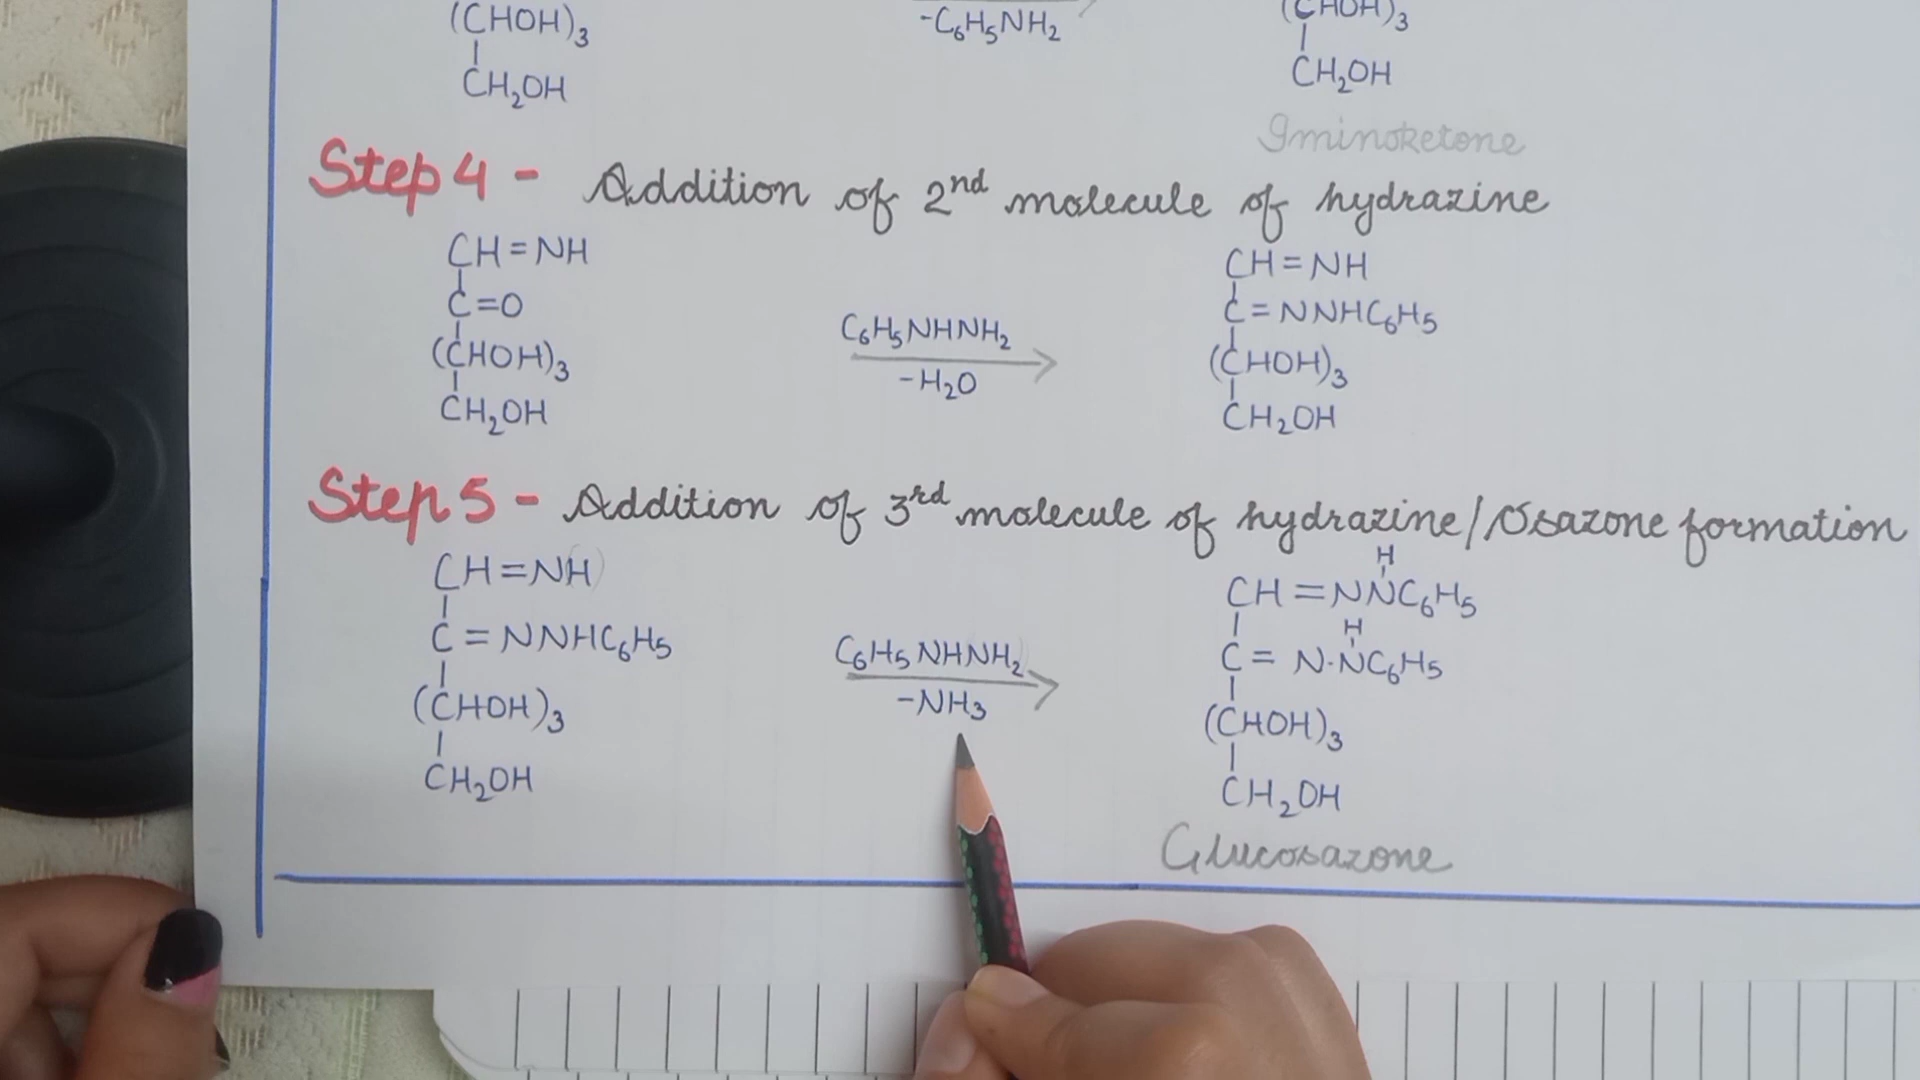 (CHOH)₃ -C₆H₅NH₂ (CHOH)₃
CH₂OH CH₂OH
Iminoketone
Step 4 - Addition of 2nd molecule of hydrazine
CH=NH CH=NH
C=O C₆H₅NHNH₂ C=NNHC₆H₅
(CHOH)₃ -H₂O (CHOH)₃
CH₂OH CH₂OH
Step 5 - Addition of 3rd molecule of hydrazine/Osazone formation
H
CH=NH CH=NNC₆H₅
H
C=NNHC₆H₅ C₆H₅NHNH₂ C=N·NC₆H₅
(CHOH)₃ -NH₃ (CHOH)₃
CH₂OH CH₂OH
Glucosazone